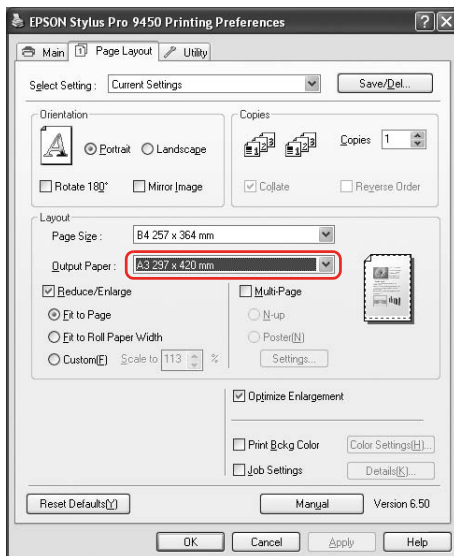 EPSON Stylus Pro 9450 Printing Preferences
Main Page Layout Utility
Select Setting : Current Settings Save/Del...
Orientation
Portrait Landscape
Rotate 180° Mirror Image
Copies
Copies 1
Collate Reverse Order
Layout
Page Size : B4 257 x 364 mm
Output Paper : A3 297 x 420 mm
Reduce/Enlarge
Fit to Page
Fit to Roll Paper Width
Custom(F) Scale to 113 %
Multi-Page
N-up
Poster(N)
Settings...
Optimize Enlargement
Print Bckg Color Color Settings(H)...
Job Settings Details(K)...
Reset Defaults(Y) Manual Version 6.50
OK Cancel Apply Help